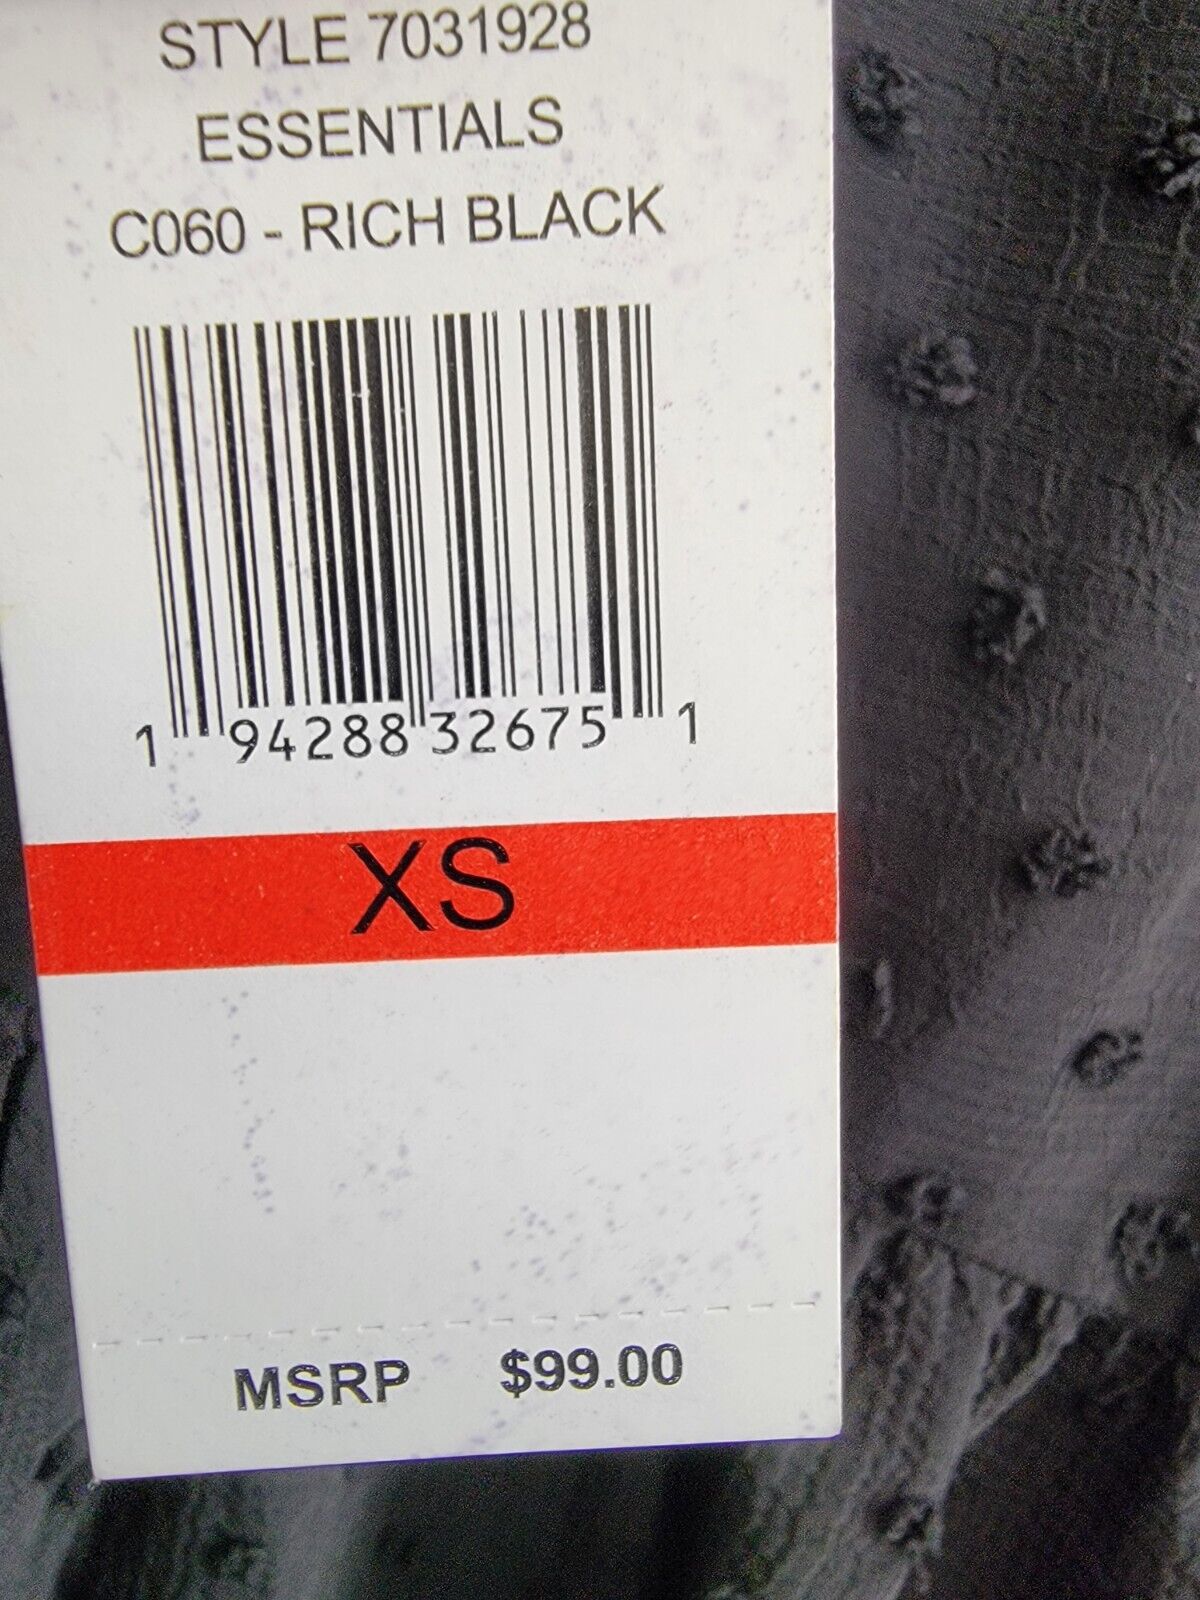 STYLE 7031928
ESSENTIALS
C060 - RICH BLACK
1 94288 32675 1
XS
MSRP $99.00